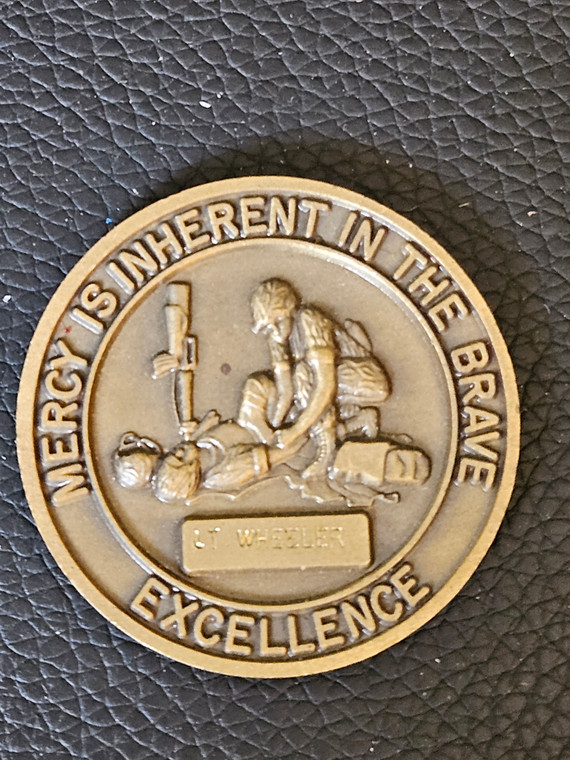 MERCY IS INHERENT IN THE BRAVE
LT WHEELER
EXCELLENCE